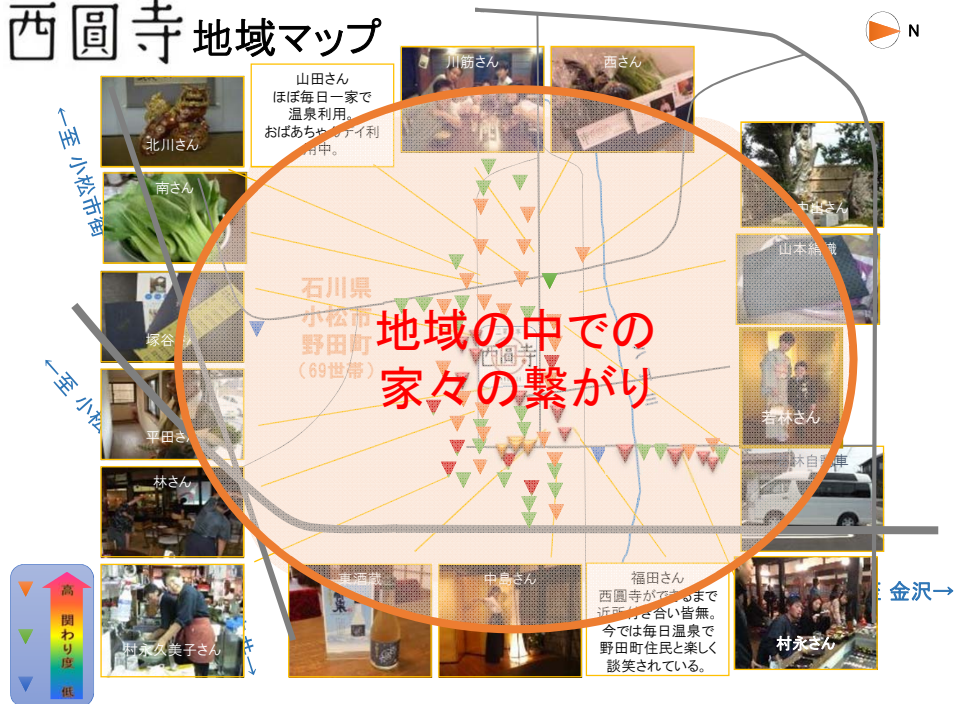 西圓寺 地域マップ
N
川筋さん
西さん
山田さん
ほぼ毎日一家で
温泉利用。
おばあちゃんデイ利
用中。
北川さん
←至 小松市街
南さん
中出さん
山本絹織
石川県
小松市
野田町
(69世帯)
地域の中での
家々の繋がり
西圓寺
塚谷
←至 小松
平田さん
若林さん
林自動車
林さん
東酒蔵
中島さん
福田さん
西圓寺ができるまで
近所付き合い皆無。
今では毎日温泉で
野田町住民と楽しく
談笑されている。
村永久美子さん
村永さん
至 金沢→
高
関わり度
低